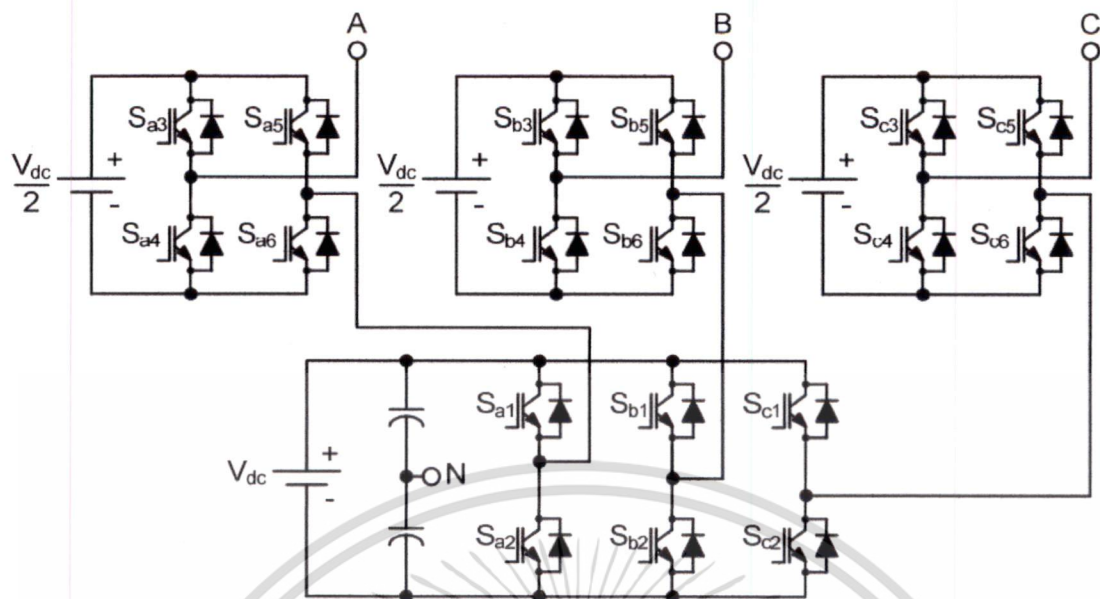 A
B
C
Sa3
Sa5
Sb3
Sb5
Sc3
Sc5
Vdc
2
+
-
Vdc
2
+
-
Vdc
2
+
-
Sa4
Sa6
Sb4
Sb6
Sc4
Sc6
Sa1
Sb1
Sc1
Vdc
+
-
N
Sa2
Sb2
Sc2